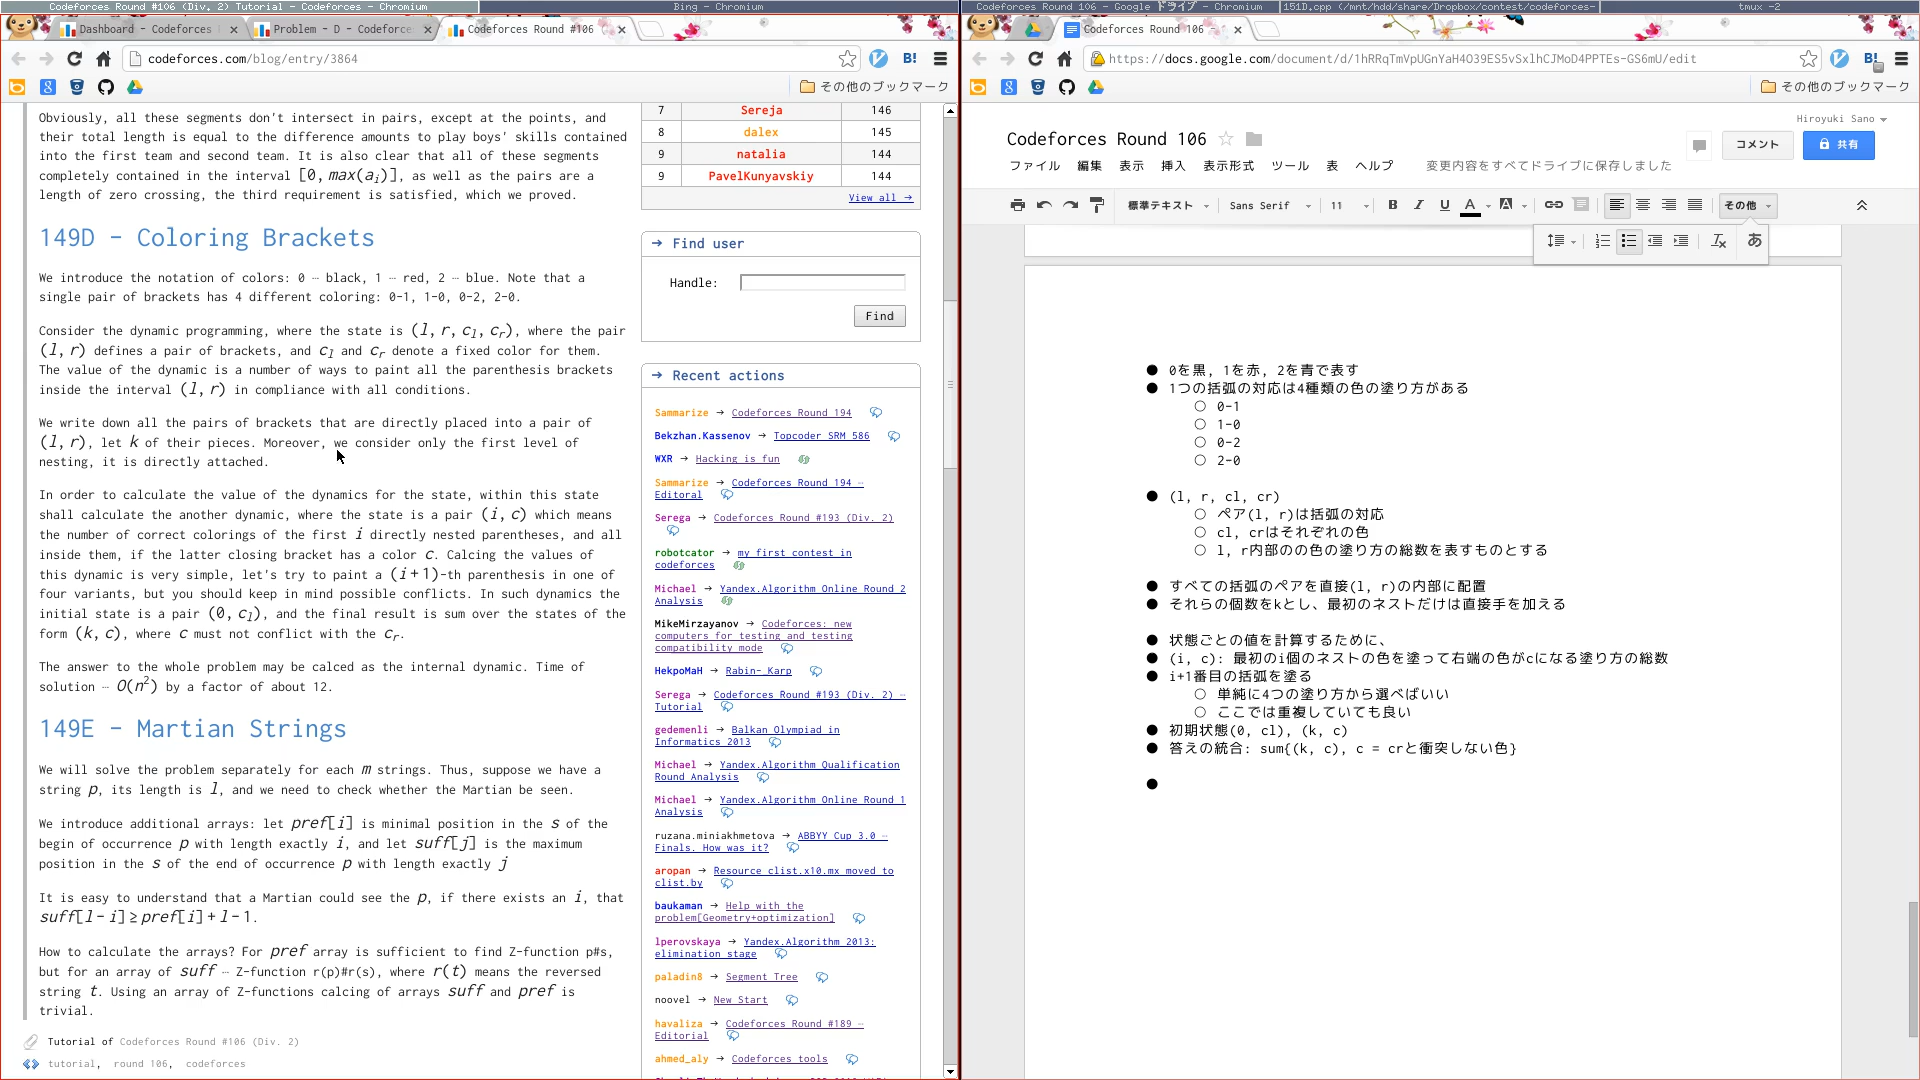 Codeforces Round #106 (Div. 2) Tutorial - Codeforces - Chromium
Bing - Chromium
Codeforces Round 106 - Google ドライブ - Chromium
151D.cpp (/mnt/hdd/share/Dropbox/contest/codeforces-
tmux -2
Dashboard - Codeforces
Problem - D - Codeforce
Codeforces Round #106
codeforces.com/blog/entry/3864
その他のブックマーク
Obviously, all these segments don't intersect in pairs, except at the points, and
their total length is equal to the difference amounts to play boys' skills contained
into the first team and second team. It is also clear that all of these segments
completely contained in the interval [0, max(a_i)], as well as the pairs are a
length of zero crossing, the third requirement is satisfied, which we proved.
149D - Coloring Brackets
We introduce the notation of colors: 0 — black, 1 — red, 2 — blue. Note that a
single pair of brackets has 4 different coloring: 0-1, 1-0, 0-2, 2-0.
Consider the dynamic programming, where the state is (l, r, c_l, c_r), where the pair
(l, r) defines a pair of brackets, and c_l and c_r denote a fixed color for them.
The value of the dynamic is a number of ways to paint all the parenthesis brackets
inside the interval (l, r) in compliance with all conditions.
We write down all the pairs of brackets that are directly placed into a pair of
(l, r), let k of their pieces. Moreover, we consider only the first level of
nesting, it is directly attached.
In order to calculate the value of the dynamics for the state, within this state
shall calculate the another dynamic, where the state is a pair (i, c) which means
the number of correct colorings of the first i directly nested parentheses, and all
inside them, if the latter closing bracket has a color c. Calcing the values of
this dynamic is very simple, let's try to paint a (i + 1)-th parenthesis in one of
four variants, but you should keep in mind possible conflicts. In such dynamics the
initial state is a pair (0, c_l), and the final result is sum over the states of the
form (k, c), where c must not conflict with the c_r.
The answer to the whole problem may be calced as the internal dynamic. Time of
solution — O(n²) by a factor of about 12.
149E - Martian Strings
We will solve the problem separately for each m strings. Thus, suppose we have a
string p, its length is l, and we need to check whether the Martian be seen.
We introduce additional arrays: let pref[i] is minimal position in the s of the
begin of occurrence p with length exactly i, and let suff[j] is the maximum
position in the s of the end of occurrence p with length exactly j
It is easy to understand that a Martian could see the p, if there exists an i, that
suff[l - i] ≥ pref[i] + l - 1.
How to calculate the arrays? For pref array is sufficient to find Z-function p#s,
but for an array of suff — Z-function r(p)#r(s), where r(t) means the reversed
string t. Using an array of Z-functions calcing of arrays suff and pref is
trivial.
Tutorial of Codeforces Round #106 (Div. 2)
tutorial, round 106, codeforces
7 Sereja 146
8 dalex 145
9 natalia 144
9 PavelKunyavskiy 144
View all →
→ Find user
Handle:
Find
→ Recent actions
Sammarize → Codeforces Round 194
Bekzhan.Kassenov → Topcoder SRM 586
WXR → Hacking is fun
Sammarize → Codeforces Round 194 —
Editoral
Serega → Codeforces Round #193 (Div. 2)
robotcator → my first contest in
codeforces
Michael → Yandex.Algorithm Online Round 2
Analysis
MikeMirzayanov → Codeforces: new
computers for testing and testing
compatibility mode
HekpoMaH → Rabin-_Karp
Serega → Codeforces Round #193 (Div. 2) —
Tutorial
gedemenli → Balkan Olympiad in
Informatics 2013
Michael → Yandex.Algorithm Qualification
Round Analysis
Michael → Yandex.Algorithm Online Round 1
Analysis
ruzana.miniakhmetova → ABBYY Cup 3.0 —
Finals. How was it?
aropan → Resource clist.x10.mx moved to
clist.by
baukaman → Help with the
problem[Geometry+optimization]
lperovskaya → Yandex.Algorithm 2013:
elimination stage
paladin8 → Segment Tree
noovel → New Start
havaliza → Codeforces Round #189 —
Editorial
ahmed_aly → Codeforces tools
Codeforces Round 106
https://docs.google.com/document/d/1hRRqTmVpUGnYaH4O39ES5vSxlhCJMoD4PPTEs-GS6mU/edit
その他のブックマーク
Hiroyuki Sano
Codeforces Round 106
コメント
共有
ファイル 編集 表示 挿入 表示形式 ツール 表 ヘルプ 変更内容をすべてドライブに保存しました
標準テキスト Sans Serif 11 B I U A A その他
あ
● 0を黒, 1を赤, 2を青で表す
● 1つの括弧の対応は4種類の色の塗り方がある
○ 0-1
○ 1-0
○ 0-2
○ 2-0
● (l, r, cl, cr)
○ ペア(l, r)は括弧の対応
○ cl, crはそれぞれの色
○ l, r内部のの色の塗り方の総数を表すものとする
● すべての括弧のペアを直接(l, r)の内部に配置
● それらの個数をkとし、最初のネストだけは直接手を加える
● 状態ごとの値を計算するために、
● (i, c): 最初のi個のネストの色を塗って右端の色がcになる塗り方の総数
● i+1番目の括弧を塗る
○ 単純に4つの塗り方から選べばいい
○ ここでは重複していても良い
● 初期状態(0, cl), (k, c)
● 答えの統合: sum{(k, c), c = crと衝突しない色}
●